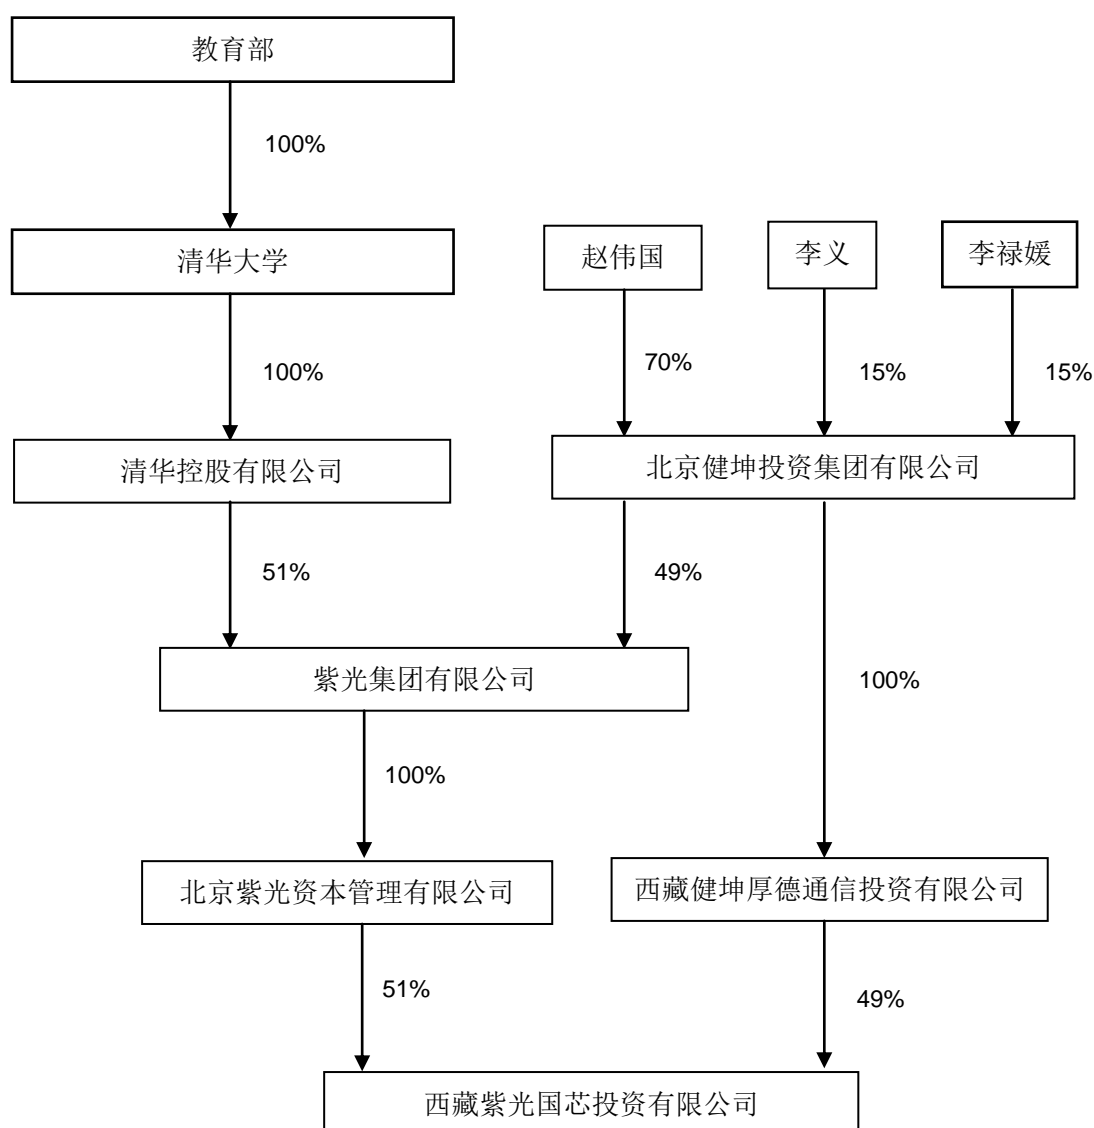 教育部
100%
清华大学
赵伟国
李义
李禄媛
100%
70%
15%
15%
清华控股有限公司
北京健坤投资集团有限公司
51%
49%
紫光集团有限公司
100%
100%
北京紫光资本管理有限公司
西藏健坤厚德通信投资有限公司
51%
49%
西藏紫光国芯投资有限公司